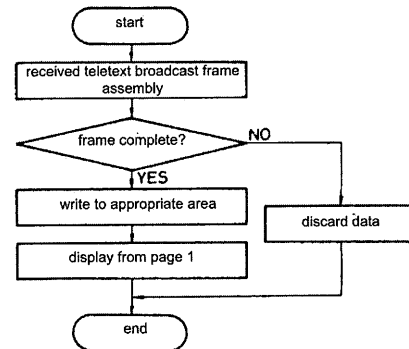 start
received teletext broadcast frame
assembly
frame complete?
NO
YES
write to appropriate area
discard data
display from page 1
end